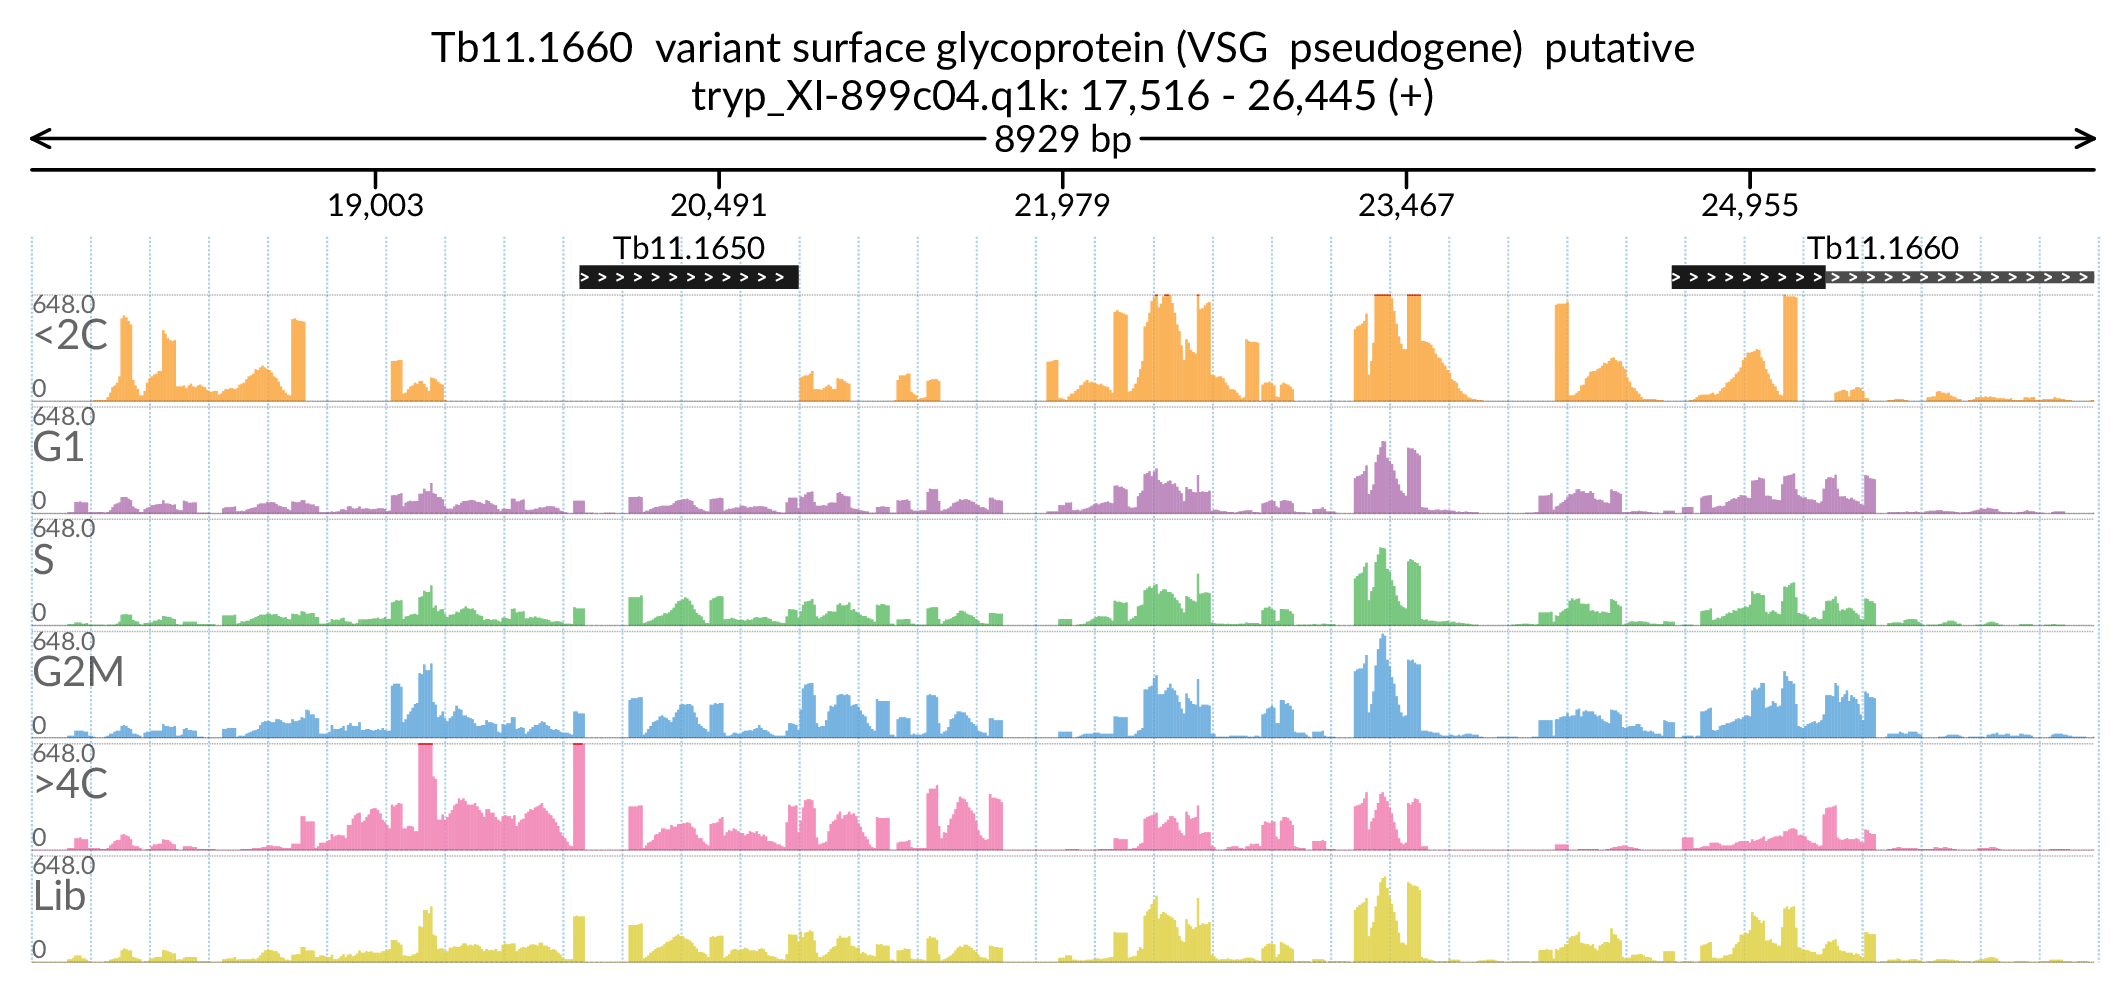 Tb11.1660 variant surface glycoprotein (VSG pseudogene) putative
tryp_XI-899c04.q1k: 17,516 - 26,445 (+)
8929 bp
19,003 20,491 21,979 23,467 24,955
Tb11.1650 Tb11.1660
648.0
<2C
0
648.0
G1
0
648.0
S
0
648.0
G2M
0
648.0
>4C
0
648.0
Lib
0